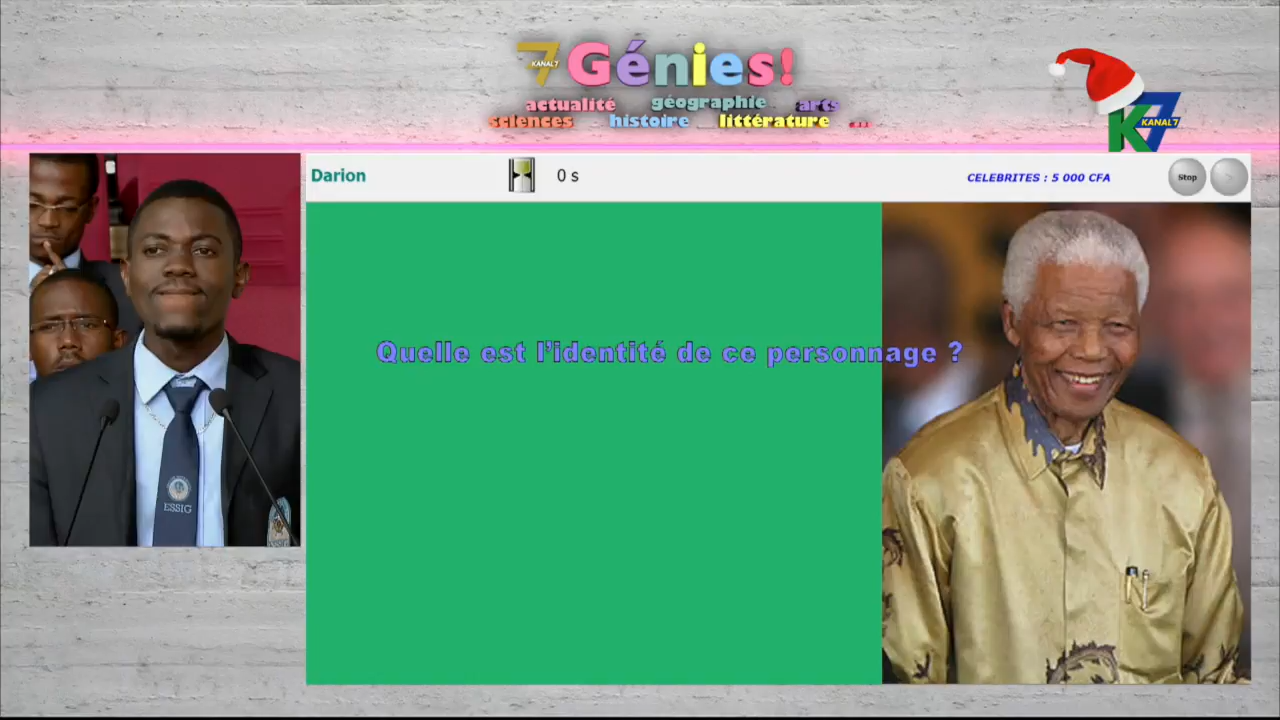 7 KANAL7 Génies!
actualité géographie arts
sciences histoire littérature ...
K7 KANAL7
Darion
0 s
CELEBRITES : 5 000 CFA
Stop
Quelle est l'identité de ce personnage ?
ESSIG